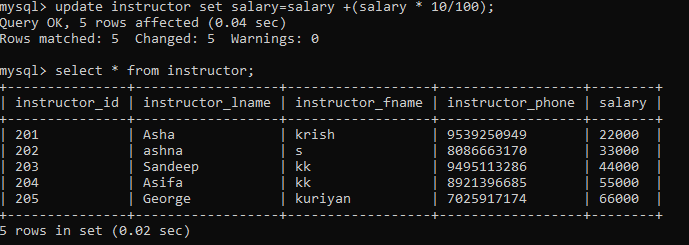 mysql> update instructor set salary=salary +(salary * 10/100);
Query OK, 5 rows affected (0.04 sec)
Rows matched: 5  Changed: 5  Warnings: 0

mysql> select * from instructor;
+---------------+------------------+------------------+------------------+--------+
| instructor_id | instructor_lname | instructor_fname | instructor_phone | salary |
+---------------+------------------+------------------+------------------+--------+
| 201           | Asha             | krish            | 9539250949       | 22000  |
| 202           | ashna            | s                | 8086663170       | 33000  |
| 203           | Sandeep          | kk               | 9495113286       | 44000  |
| 204           | Asifa            | kk               | 8921396685       | 55000  |
| 205           | George           | kuriyan          | 7025917174       | 66000  |
+---------------+------------------+------------------+------------------+--------+
5 rows in set (0.02 sec)